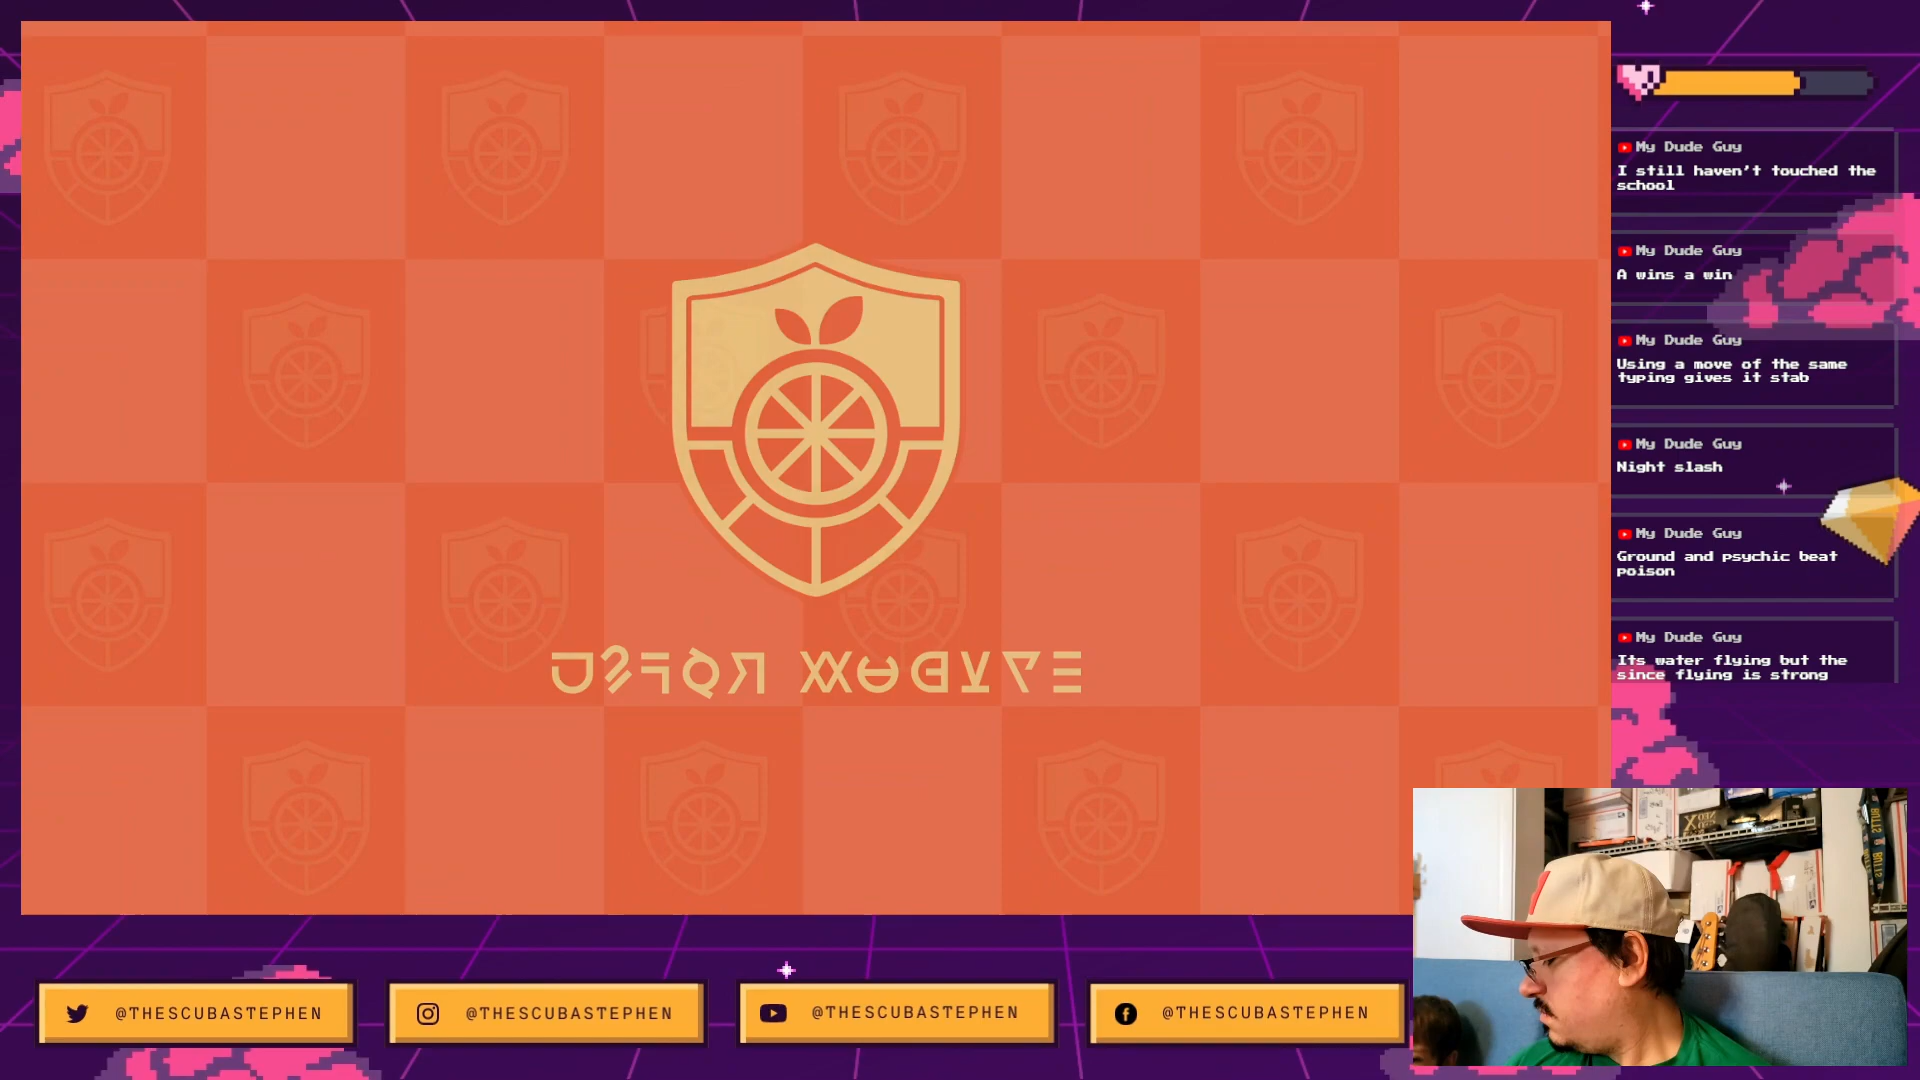 My Dude Guy
I still haven't touched the
school
My Dude Guy
A wins a win
My Dude Guy
Using a move of the same
typing gives it stab
My Dude Guy
Night slash
My Dude Guy
Ground and psychic beat
poison
My Dude Guy
Its water flying but the
since flying is strong
@THESCUBASTEPHEN
@THESCUBASTEPHEN
@THESCUBASTEPHEN
@THESCUBASTEPHEN